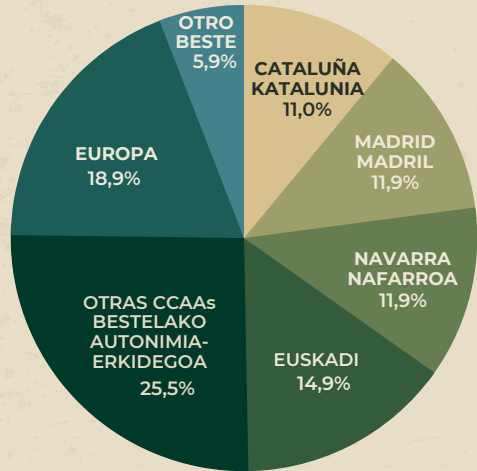 OTRO
BESTE
5,9%
CATALUÑA
KATALUNIA
11,0%
MADRID
MADRIL
11,9%
NAVARRA
NAFARROA
11,9%
EUSKADI
14,9%
OTRAS CCAAs
BESTELAKO
AUTONIMIA-
ERKIDEGOA
25,5%
EUROPA
18,9%